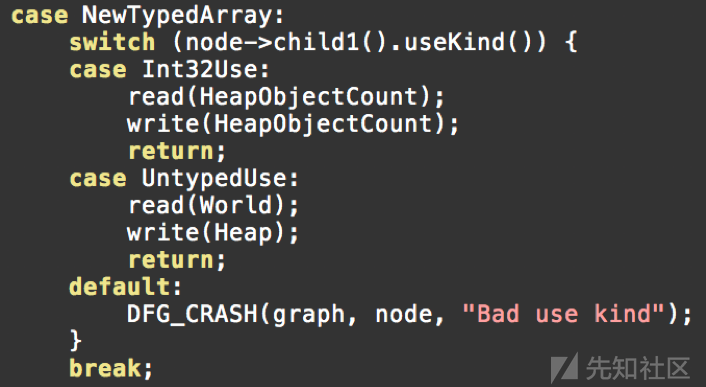 case NewTypedArray:
    switch (node->child1().useKind()) {
    case Int32Use:
        read(HeapObjectCount);
        write(HeapObjectCount);
        return;
    case UntypedUse:
        read(World);
        write(Heap);
        return;
    default:
        DFG_CRASH(graph, node, "Bad use kind");
    }
    break;
先知社区